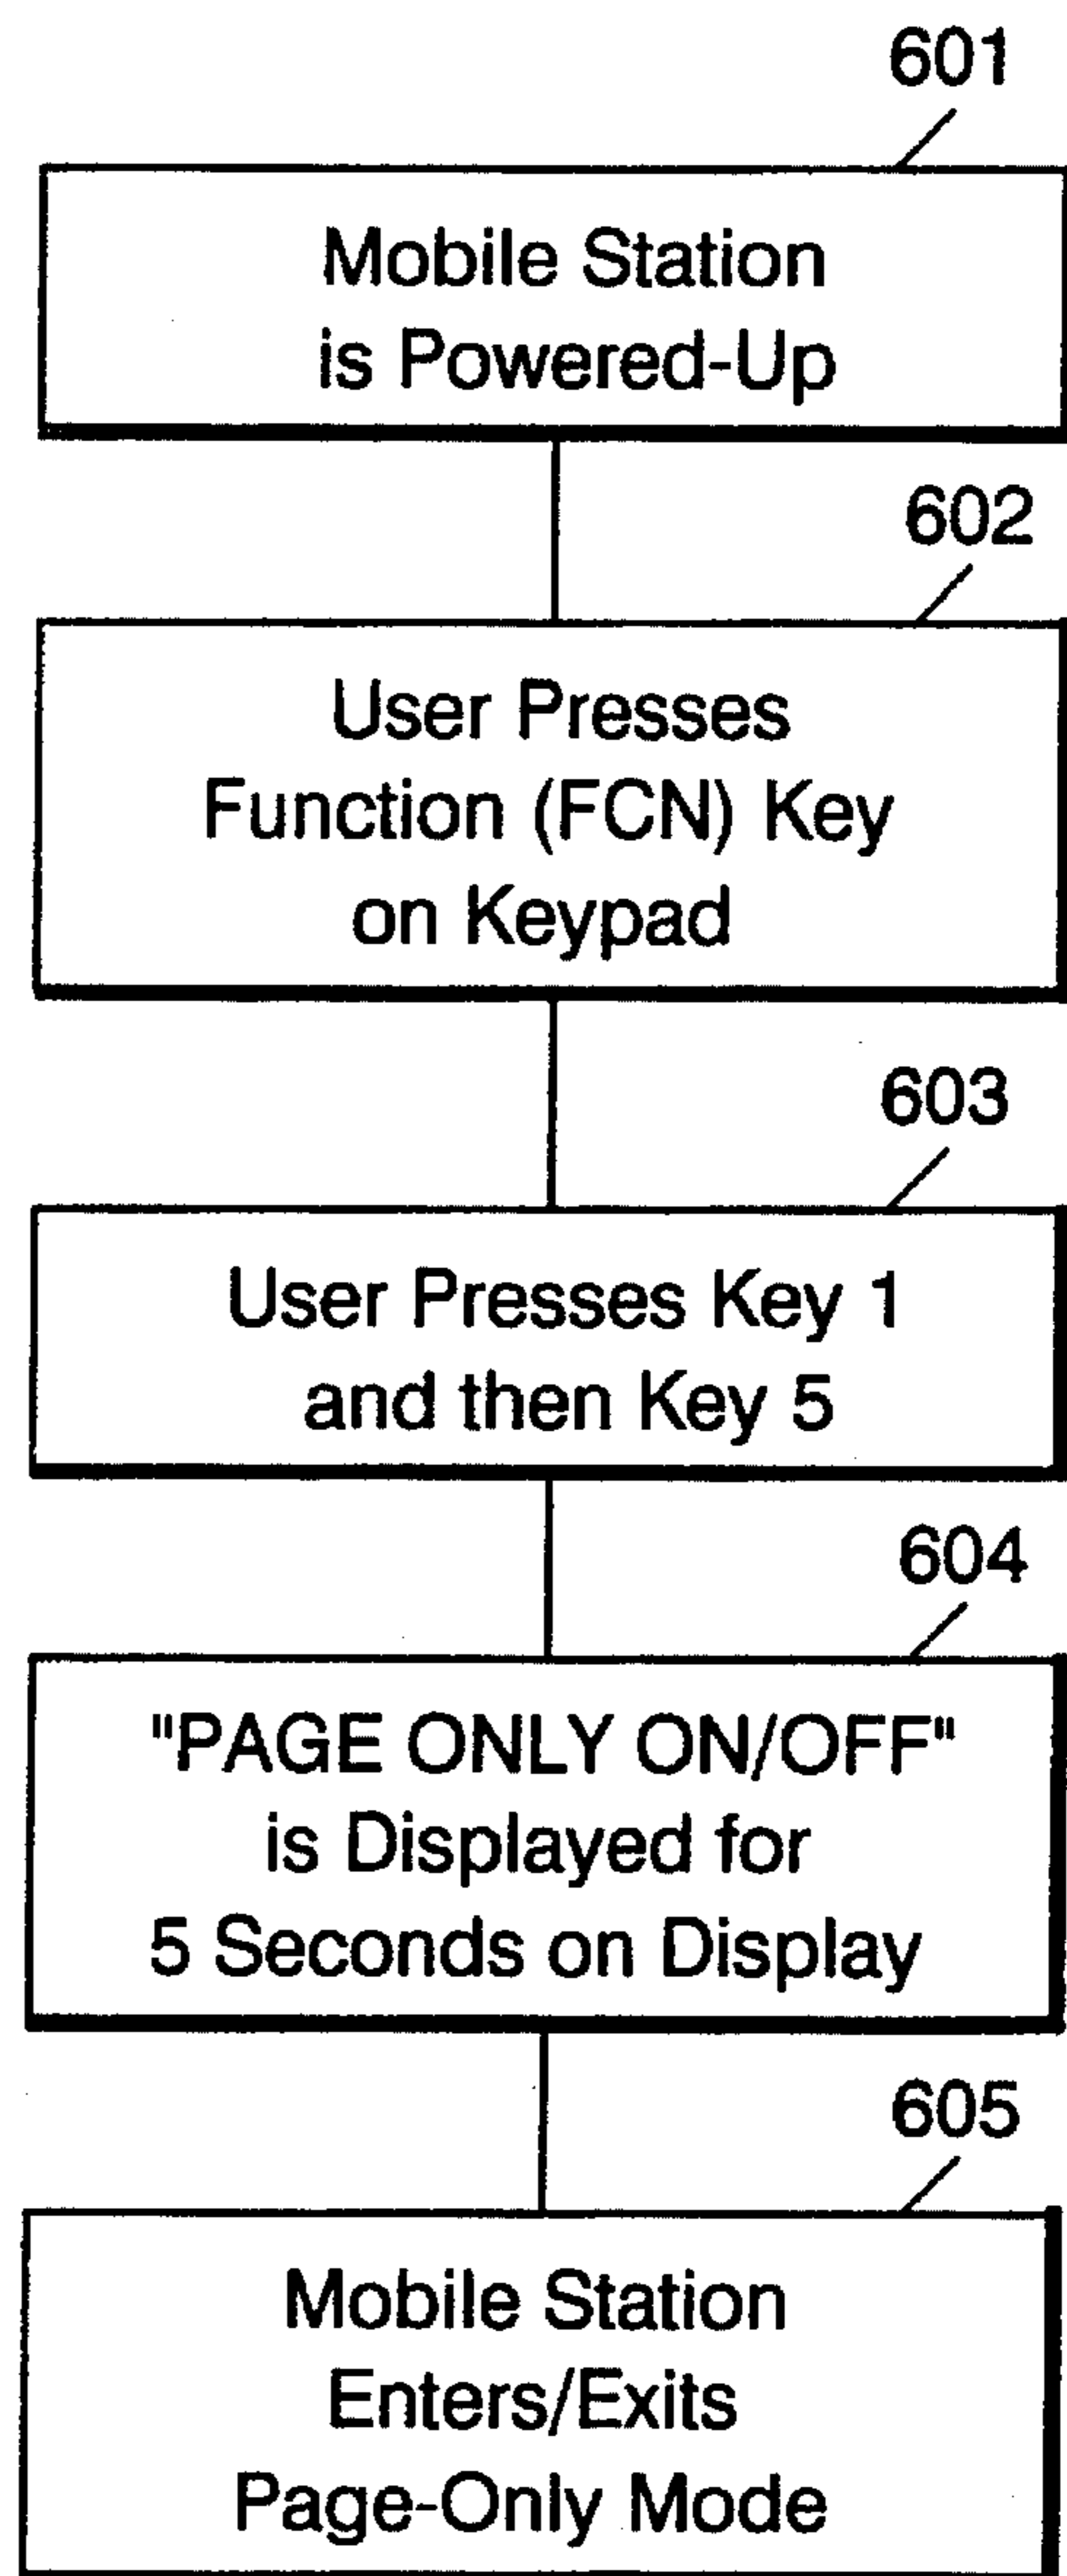 601
Mobile Station
is Powered-Up
602
User Presses
Function (FCN) Key
on Keypad
603
User Presses Key 1
and then Key 5
604
"PAGE ONLY ON/OFF"
is Displayed for
5 Seconds on Display
605
Mobile Station
Enters/Exits
Page-Only Mode